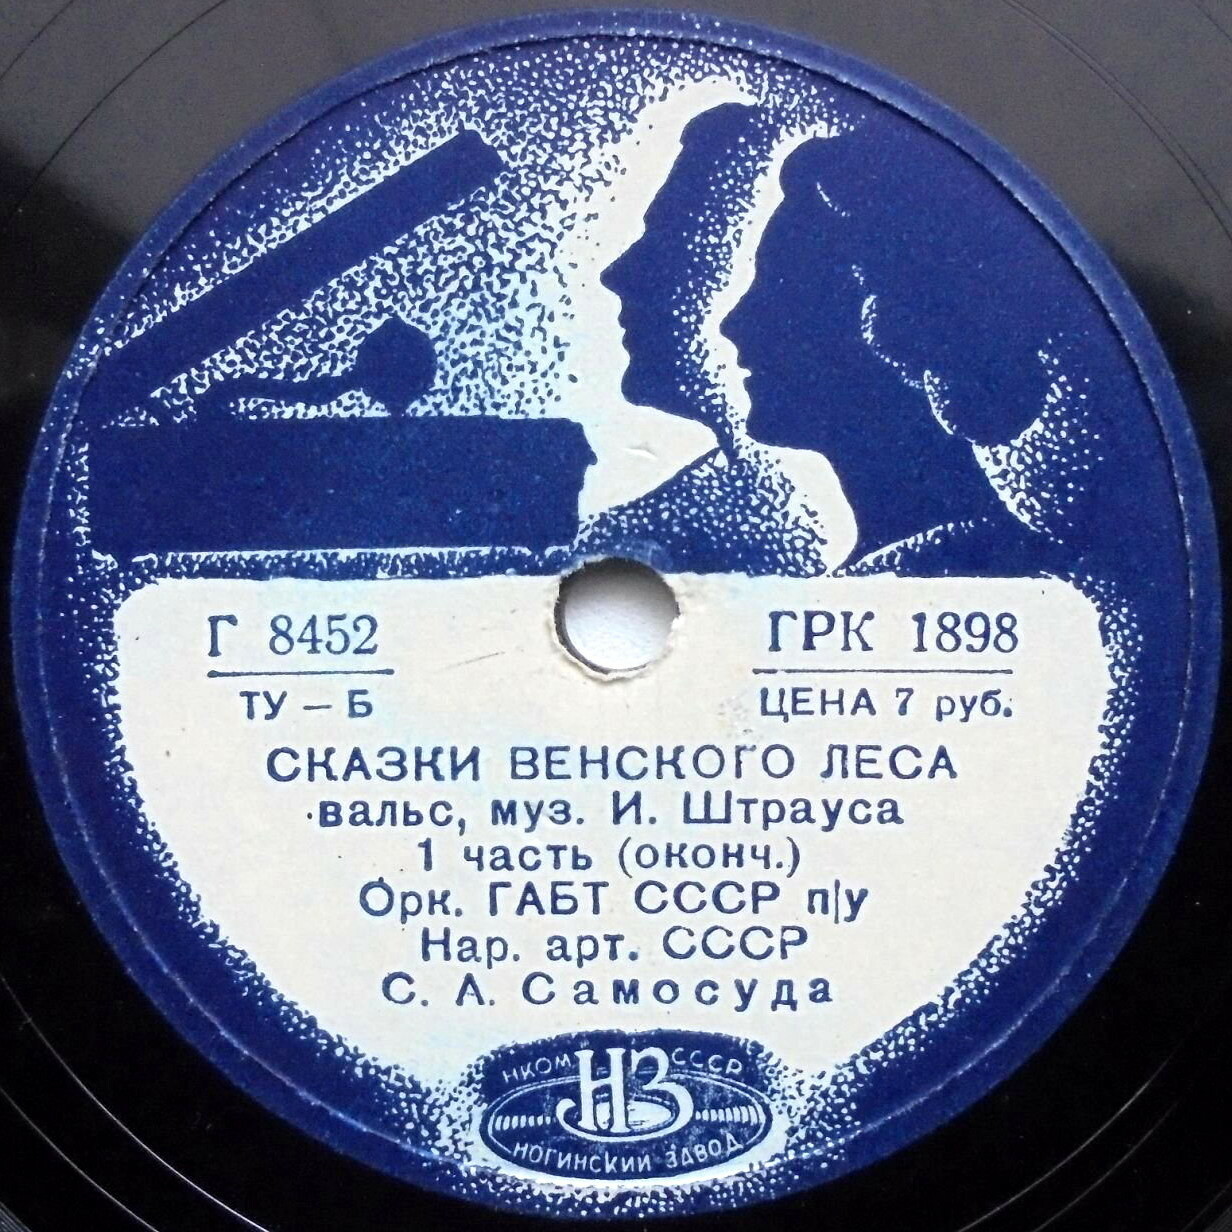 Г 8452 ГРК 1898
ТУ – Б ЦЕНА 7 руб.
СКАЗКИ ВЕНСКОГО ЛЕСА
вальс, муз. И. Штрауса
1 часть (оконч.)
Орк. ГАБТ СССР п/у
Нар. арт. СССР
С. А. Самосуда
НКОМ НЗ СССР
НОГИНСКИЙ ЗАВОД